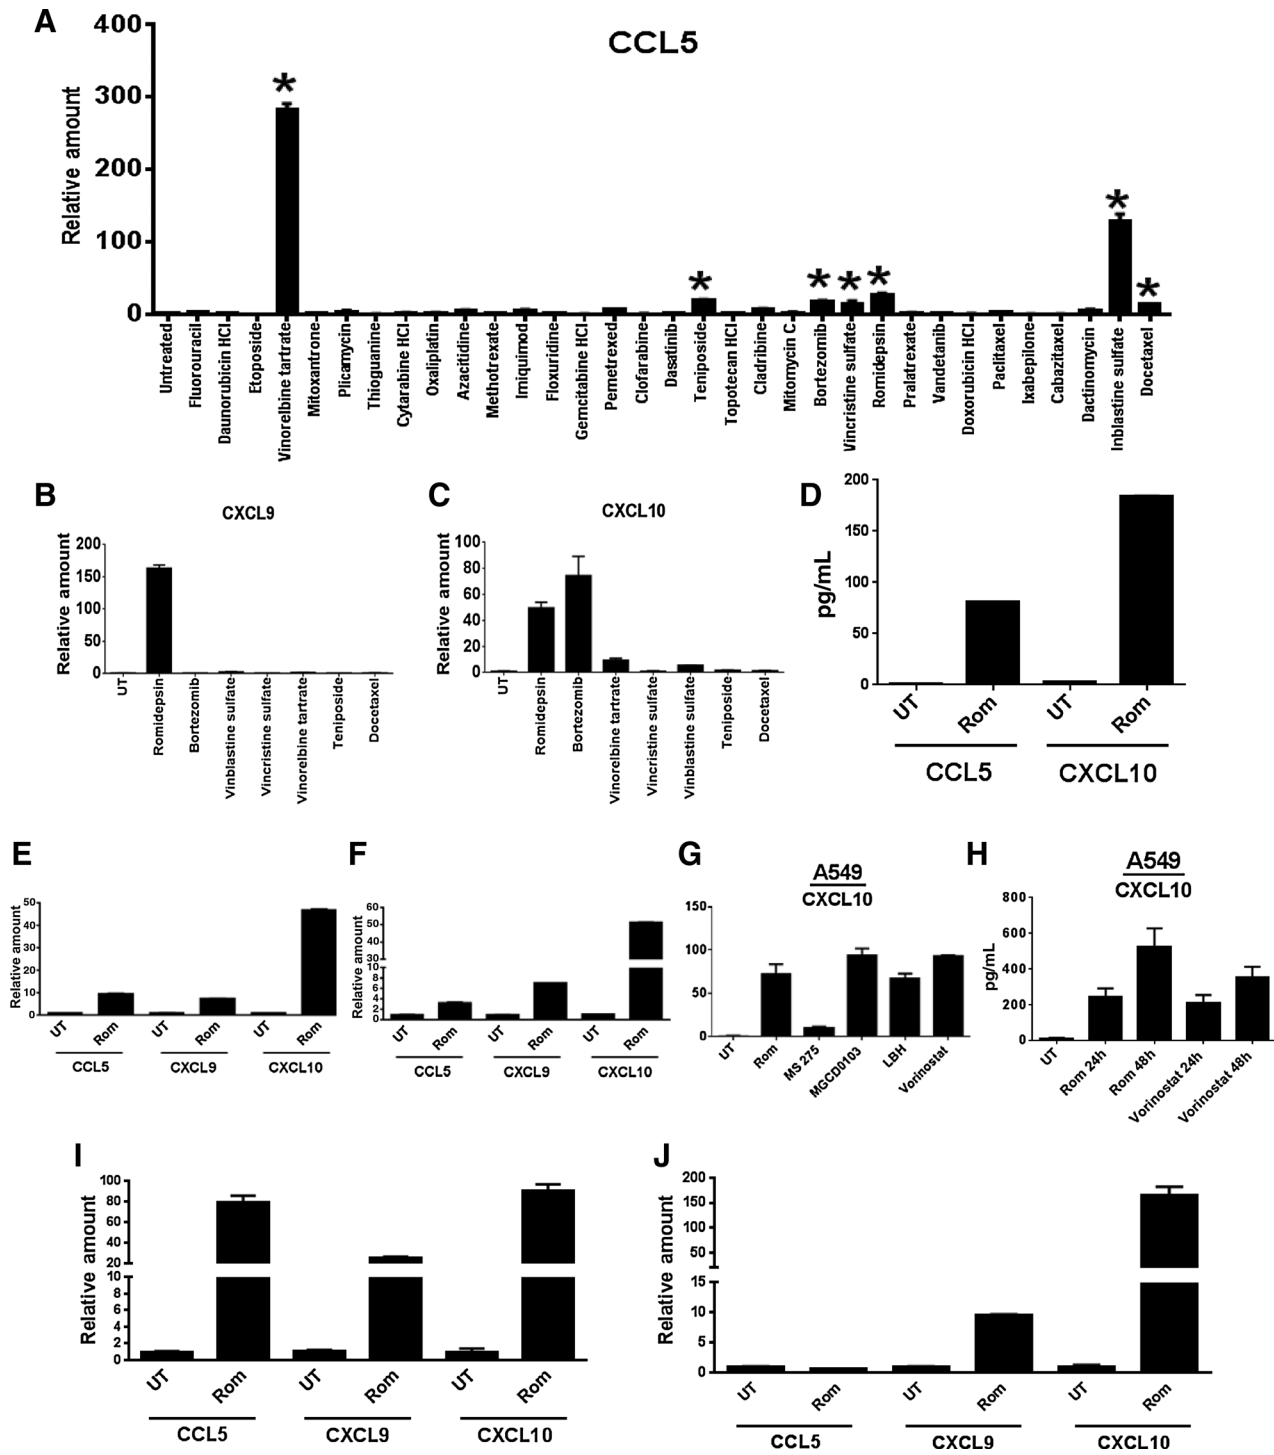 A
CCL5
Relative amount
400
300
200
100
0
*
*
*
*
*
*
*
Untreated
Fluorouracil
Daunorubicin HCl
Etoposide
Vinorelbine tartrate
Mitoxantrone
Plicamycin
Thioguanine
Cytarabine HCl
Oxaliplatin
Azacitidine
Methotrexate
Imiquimod
Floxuridine
Gemcitabine HCl
Pemetrexed
Clofarabine
Dasatinib
Teniposide
Topotecan HCl
Cladribine
Mitomycin C
Bortezomib
Vincristine sulfate
Romidepsin
Pralatrexate
Vandetanib
Doxorubicin HCl
Paclitaxel
Ixabepilone
Cabazitaxel
Dactinomycin
Inblastine sulfate
Docetaxel
B
CXCL9
Relative amount
200
150
100
50
0
UT
Romidepsin
Bortezomib
Vinblastine sulfate
Vincristine sulfate
Vinorelbine tartrate
Teniposide
Docetaxel
C
CXCL10
Relative amount
100
80
60
40
20
0
UT
Romidepsin
Bortezomib
Vinorelbine tartrate
Vincristine sulfate
Vinblastine sulfate
Teniposide
Docetaxel
D
pg/mL
200
150
100
50
0
UT
Rom
UT
Rom
CCL5
CXCL10
E
Relative amount
50
40
30
20
10
0
UT
Rom
UT
Rom
UT
Rom
CCL5
CXCL9
CXCL10
F
Relative amount
60
50
40
30
10
8
6
4
2
0
UT
Rom
UT
Rom
UT
Rom
CCL5
CXCL9
CXCL10
G
A549
CXCL10
150
100
50
0
UT
Rom
MS 275
MGCD0103
LBH
Vorinostat
H
A549
CXCL10
pg/mL
800
600
400
200
0
UT
Rom 24h
Rom 48h
Vorinostat 24h
Vorinostat 48h
I
Relative amount
100
80
60
40
20
10
8
6
4
2
0
UT
Rom
UT
Rom
UT
Rom
CCL5
CXCL9
CXCL10
J
Relative amount
200
150
100
50
15
10
5
0
UT
Rom
UT
Rom
UT
Rom
CCL5
CXCL9
CXCL10